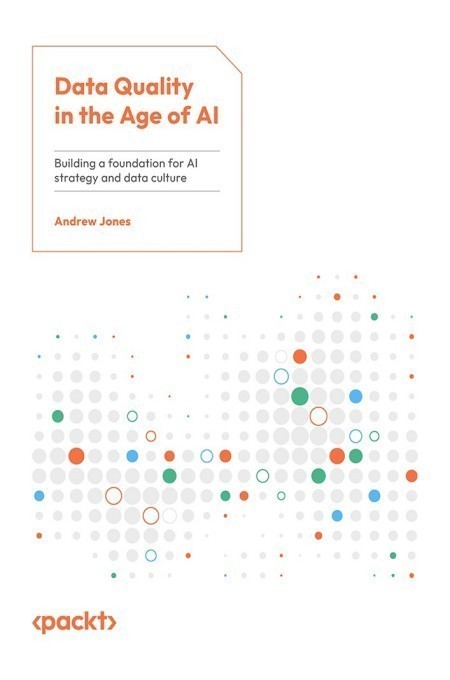 Data Quality
in the Age of AI
Building a foundation for AI
strategy and data culture
Andrew Jones
<packt>